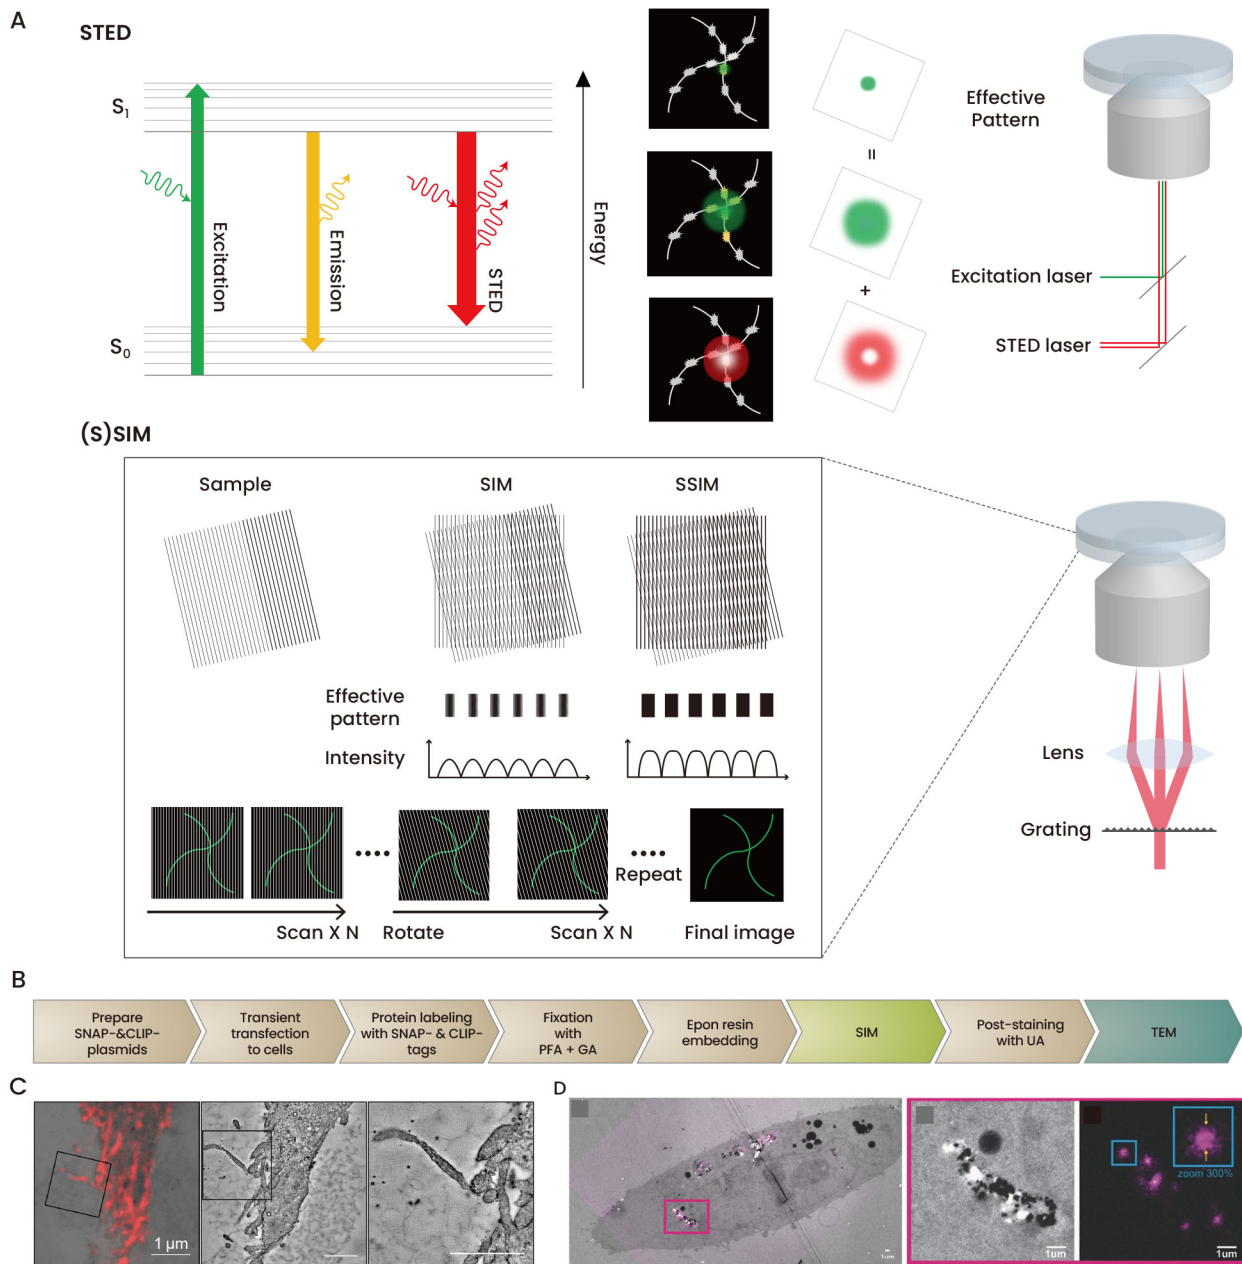 A
STED
S1
S0
Excitation
Emission
STED
Energy
=
+
Effective
Pattern
Excitation laser
STED laser
(S)SIM
Sample
SIM
SSIM
Effective
pattern
Intensity
Scan X N
Rotate
Scan X N
Repeat
Final image
Lens
Grating
B
Prepare
SNAP-&CLIP-
plasmids
Transient
transfection
to cells
Protein labeling
with SNAP- & CLIP-
tags
Fixation
with
PFA + GA
Epon resin
embedding
SIM
Post-staining
with UA
TEM
C
1 µm
D
1um
1um
zoom 300%
1um